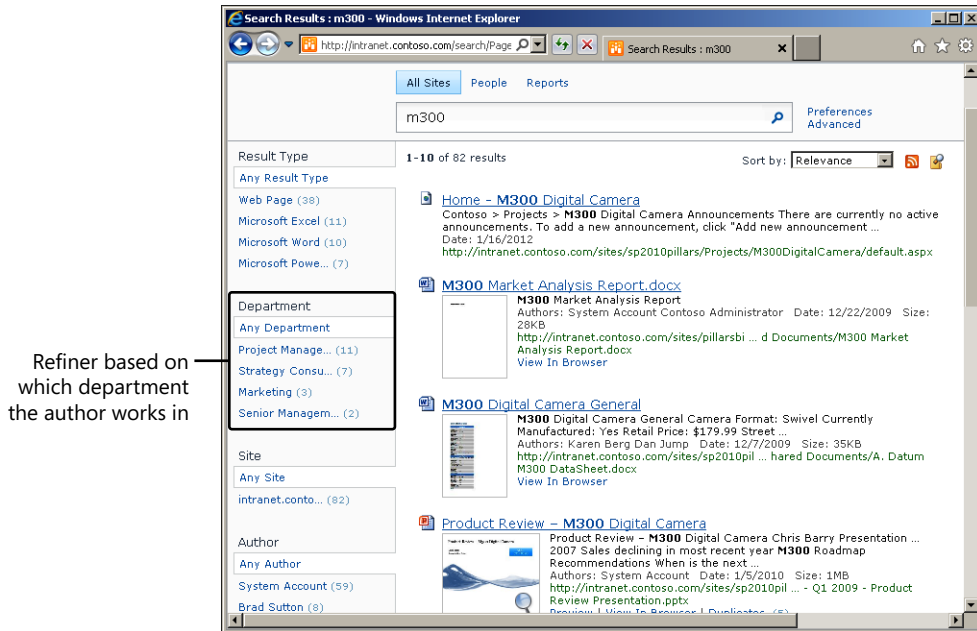 Search Results : m300 - Windows Internet Explorer
http://intranet.contoso.com/search/Page
Search Results : m300
All Sites People Reports
m300
Preferences
Advanced
Result Type
Any Result Type
Web Page (38)
Microsoft Excel (11)
Microsoft Word (10)
Microsoft Powe... (7)
Department
Any Department
Project Manage... (11)
Strategy Consu... (7)
Marketing (3)
Senior Managem... (2)
Site
Any Site
intranet.conto... (82)
Author
Any Author
System Account (59)
Brad Sutton (8)
Refiner based on
which department
the author works in
1-10 of 82 results
Sort by: Relevance
Home - M300 Digital Camera
Contoso > Projects > M300 Digital Camera Announcements There are currently no active
announcements. To add a new announcement, click "Add new announcement ...
Date: 1/16/2012
http://intranet.contoso.com/sites/sp2010pillars/Projects/M300DigitalCamera/default.aspx
M300 Market Analysis Report.docx
M300 Market Analysis Report
Authors: System Account Contoso Administrator Date: 12/22/2009 Size:
28KB
http://intranet.contoso.com/sites/pillarsbi ... d Documents/M300 Market
Analysis Report.docx
View In Browser
M300 Digital Camera General
M300 Digital Camera General Camera Format: Swivel Currently
Manufactured: Yes Retail Price: $179.99 Street ...
Authors: Karen Berg Dan Jump Date: 12/7/2009 Size: 35KB
http://intranet.contoso.com/sites/sp2010pil ... hared Documents/A. Datum
M300 DataSheet.docx
View In Browser
Product Review – M300 Digital Camera
Product Review – M300 Digital Camera Chris Barry Presentation ...
2007 Sales declining in most recent year M300 Roadmap
Recommendations When is the next ...
Authors: System Account Date: 1/5/2010 Size: 1MB
http://intranet.contoso.com/sites/sp2010pil ... - Q1 2009 - Product
Review Presentation.pptx
Preview | View In Browser | Duplicates (5)